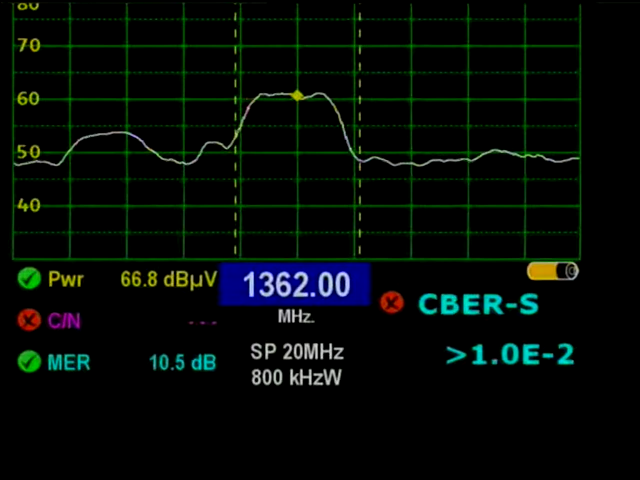 80
70
60
50
40
Pwr 66.8 dBµV
1362.00
MHz.
C/N ---
CBER-S
MER 10.5 dB
SP 20MHz
>1.0E-2
800 kHzW